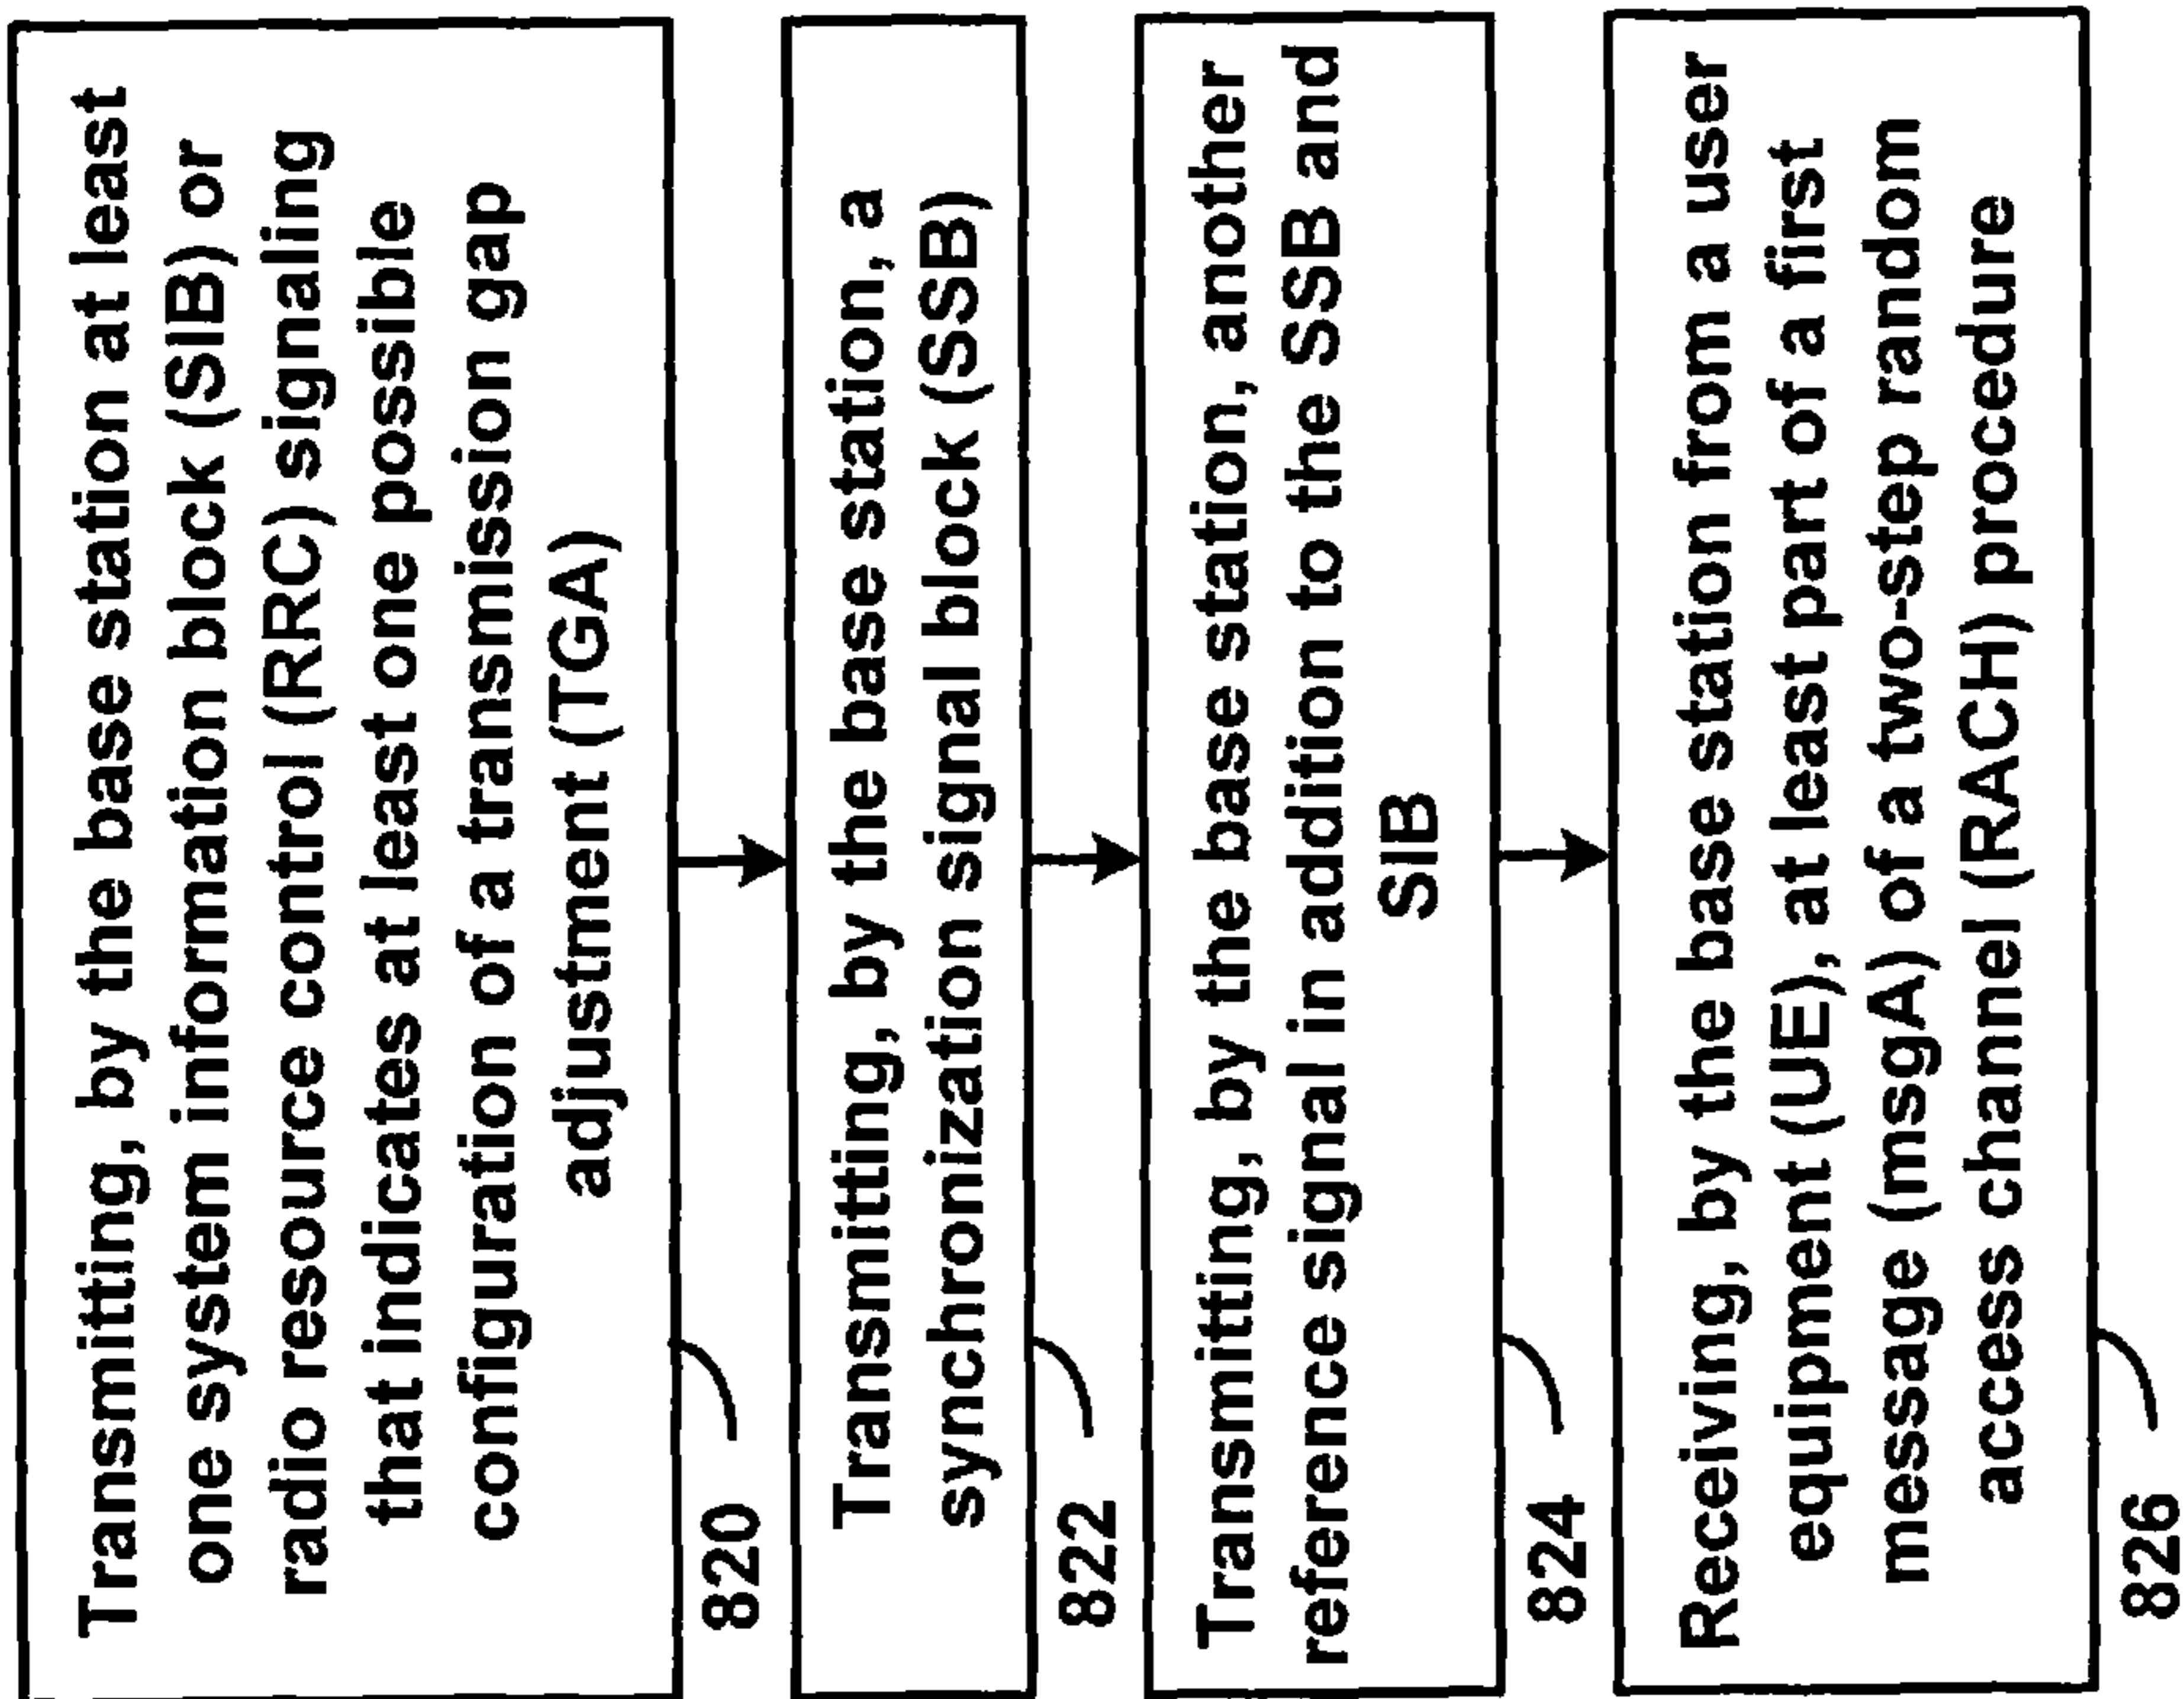 Transmitting, by the base station at least
one system information block (SIB) or
radio resource control (RRC) signaling
that indicates at least one possible
configuration of a transmission gap
adjustment (TGA)
820
Transmitting, by the base station, a
synchronization signal block (SSB)
822
Transmitting, by the base station, another
reference signal in addition to the SSB and
SIB
824
Receiving, by the base station from a user
equipment (UE), at least part of a first
message (msgA) of a two-step random
access channel (RACH) procedure
826